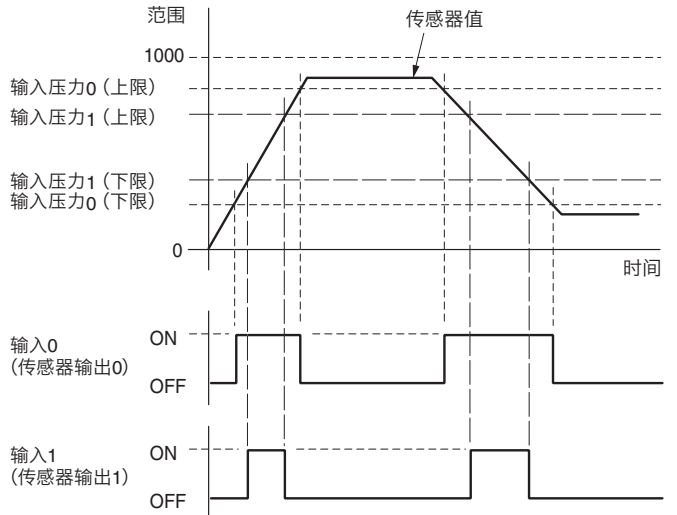 范围
传感器值
1000
输入压力0（上限）
输入压力1（上限）
输入压力1（下限）
输入压力0（下限）
0
时间
输入0
（传感器输出0）
ON
OFF
输入1
（传感器输出1）
ON
OFF